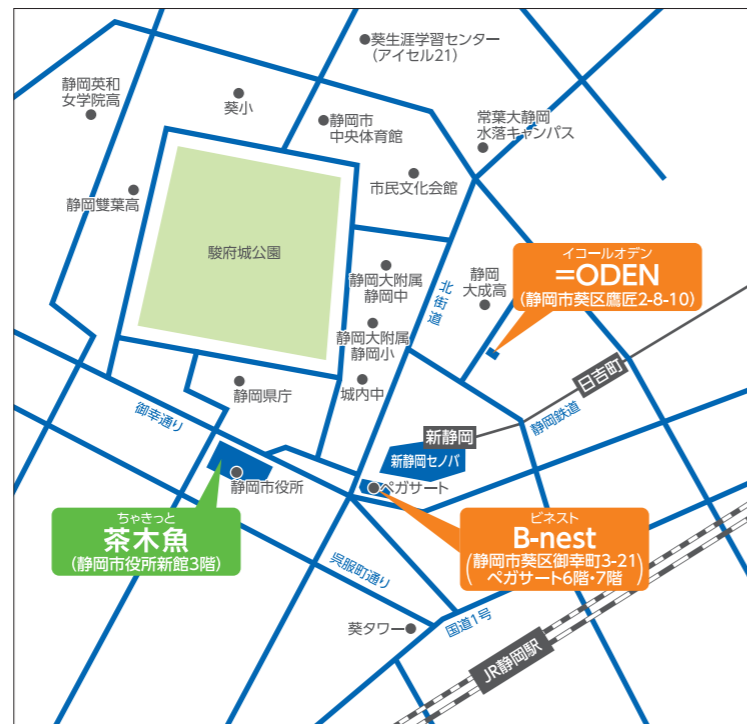 葵生涯学習センター
(アイセル21)
静岡英和
女学院高
葵小
静岡市
中央体育館
常葉大静岡
水落キャンパス
市民文化会館
静岡雙葉高
駿府城公園
静岡大附属
静岡中
北街道
静岡
大成高
イコールオデン
=ODEN
(静岡市葵区鷹匠2-8-10)
静岡大附属
静岡小
日吉町
静岡鉄道
静岡県庁
城内中
御幸通り
新静岡
新静岡セノバ
静岡市役所
ペガサート
ちゃきっと
茶木魚
(静岡市役所新館3階)
ビネスト
B-nest
(静岡市葵区御幸町3-21
ペガサート6階・7階)
呉服町通り
国道1号
葵タワー
JR静岡駅